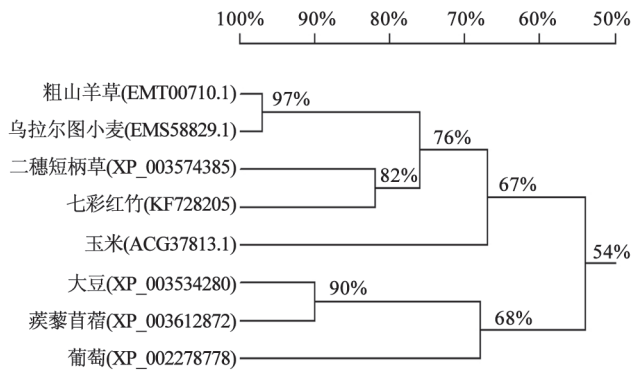 100% 90% 80% 70% 60% 50%
粗山羊草(EMT00710.1)
97%
乌拉尔图小麦(EMS58829.1)
76%
二穗短柄草(XP_003574385)
82%
67%
七彩红竹(KF728205)
玉米(ACG37813.1)
54%
大豆(XP_003534280)
90%
蒺藜苜蓿(XP_003612872)
68%
葡萄(XP_002278778)